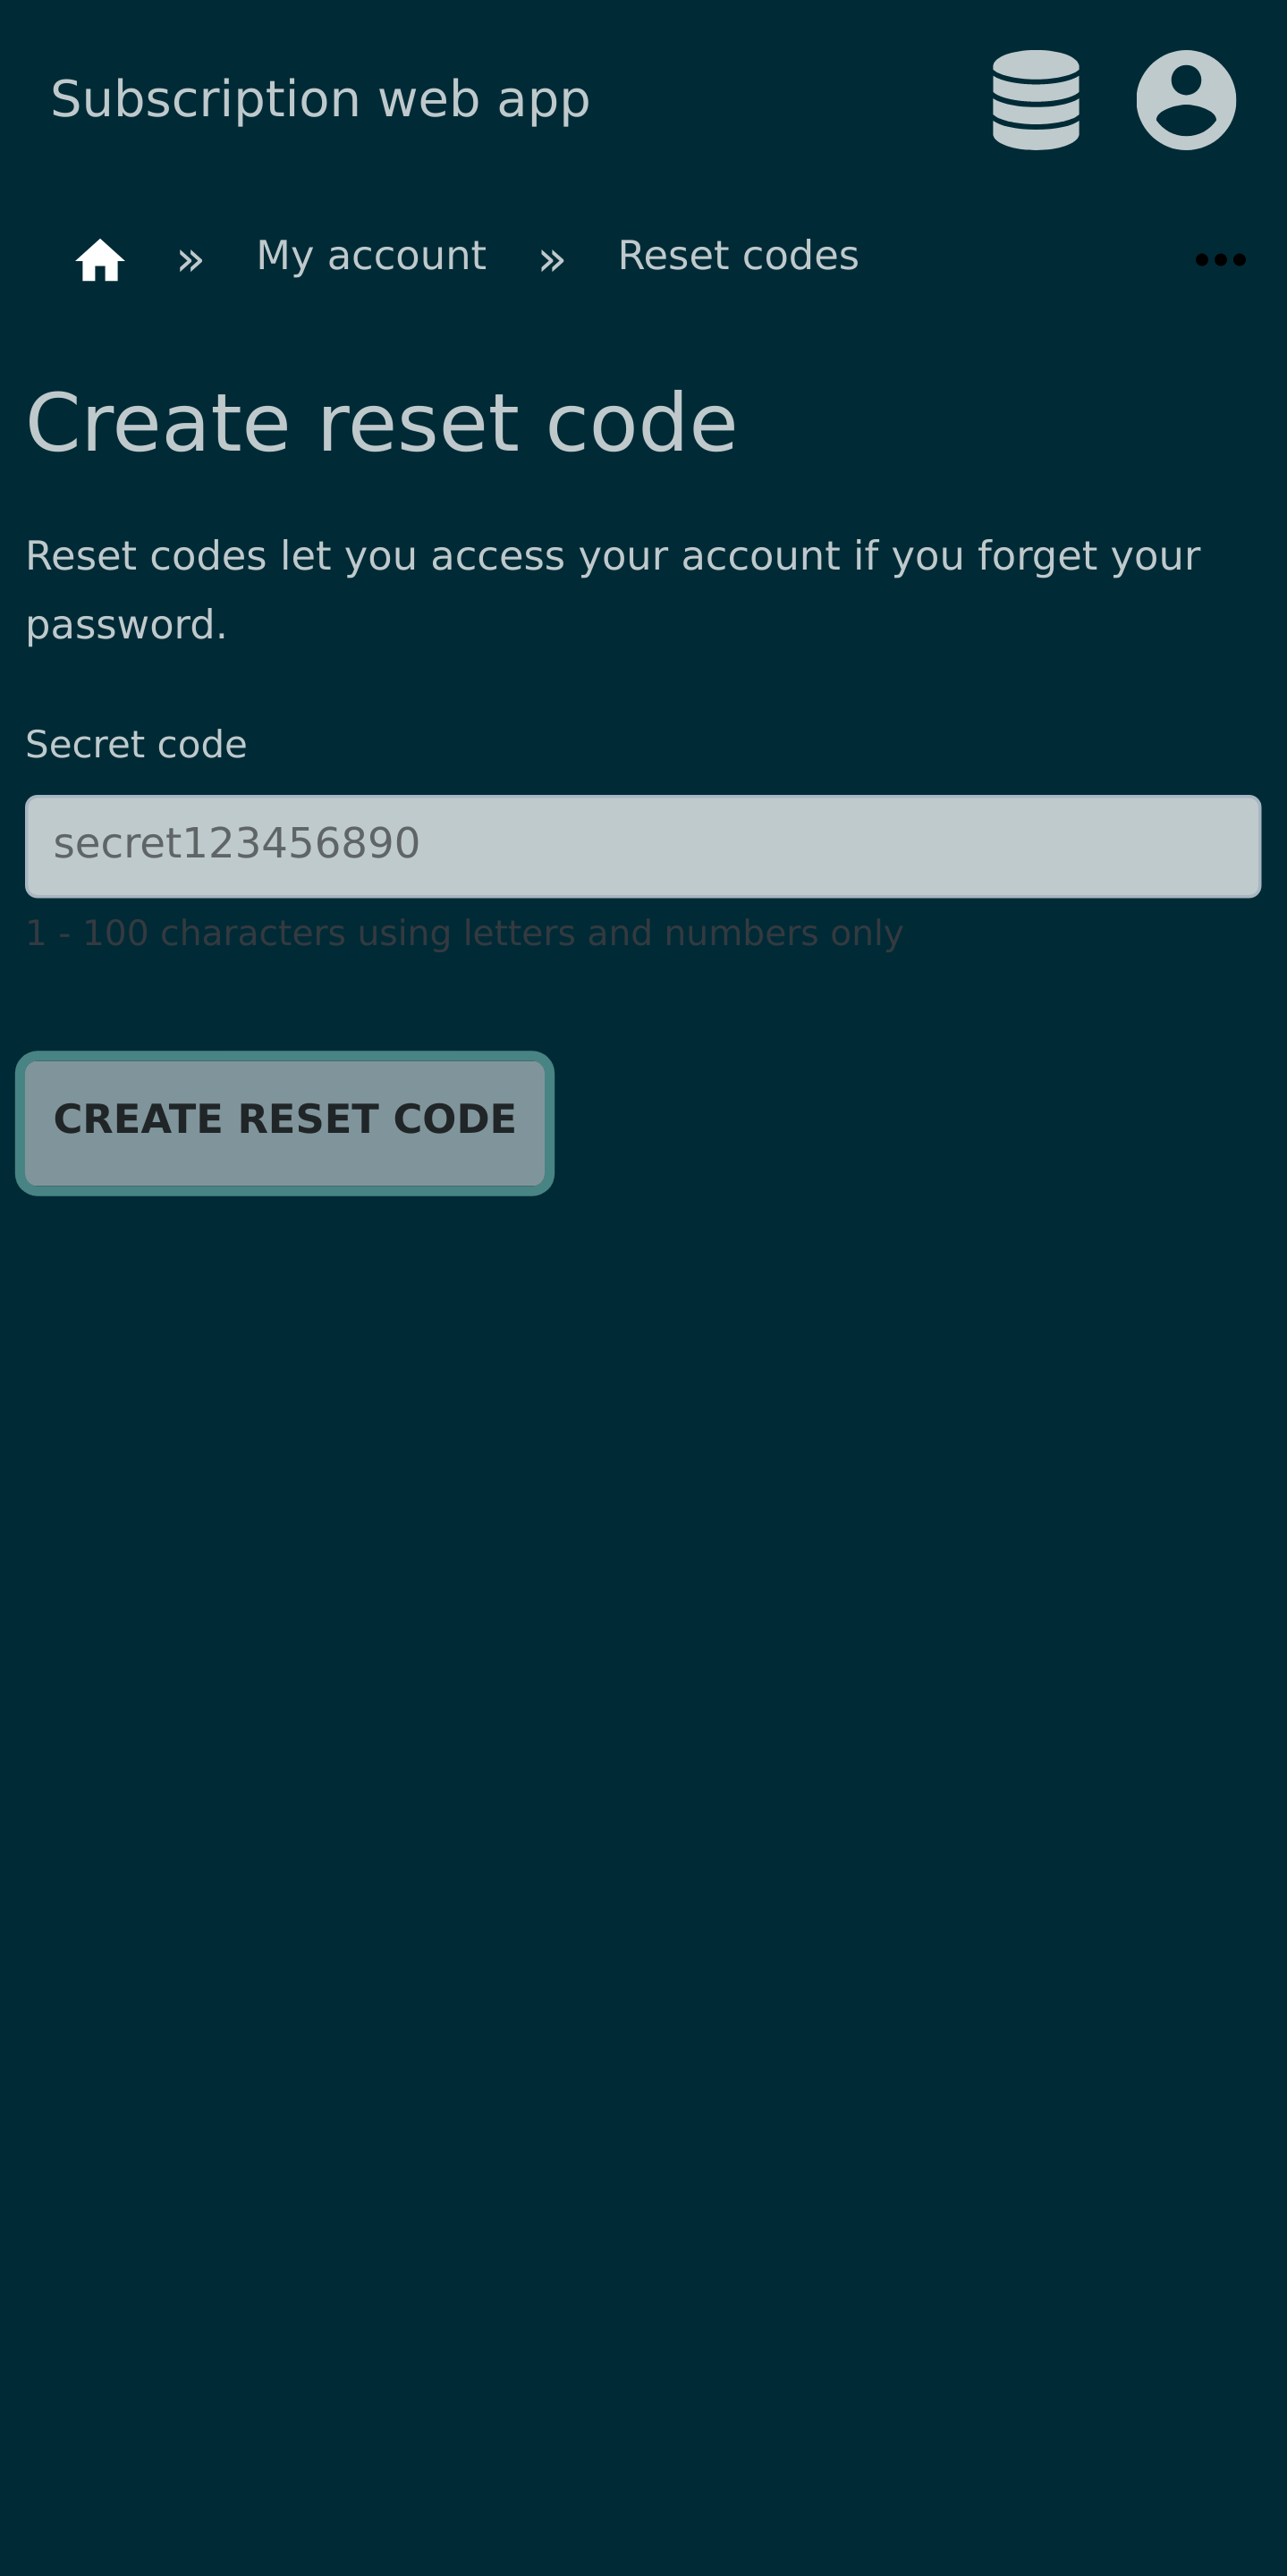 Subscription web app
» My account » Reset codes
Create reset code
Reset codes let you access your account if you forget your
password.
Secret code
secret123456890
1 - 100 characters using letters and numbers only
CREATE RESET CODE